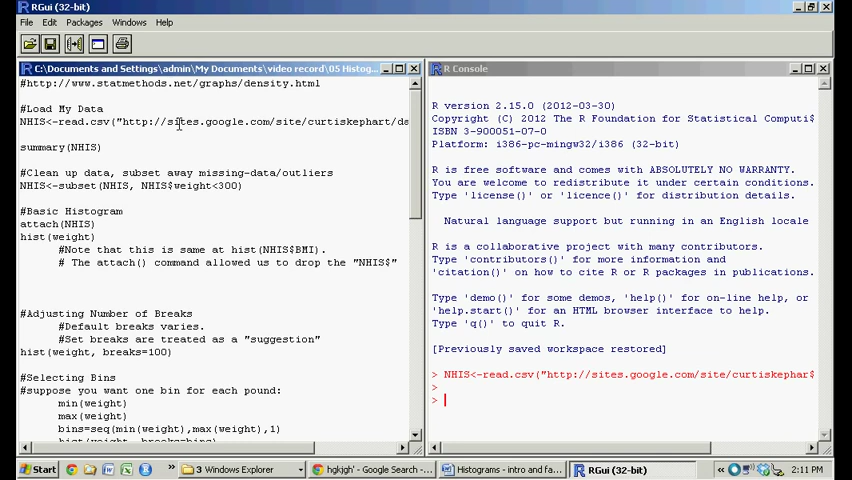 RGui (32-bit)
File Edit Packages Windows Help
C:\Documents and Settings\admin\My Documents\video record\05 Histog...
#http://www.statmethods.net/graphs/density.html
#Load My Data
NHIS<-read.csv("http://sites.google.com/site/curtiskephart/ds
summary(NHIS)
#Clean up data, subset away missing-data/outliers
NHIS<-subset(NHIS, NHIS$weight<300)
#Basic Histogram
attach(NHIS)
hist(weight)
#Note that this is same at hist(NHIS$BMI).
# The attach() command allowed us to drop the "NHIS$"
#Adjusting Number of Breaks
#Default breaks varies.
#Set breaks are treated as a "suggestion"
hist(weight, breaks=100)
#Selecting Bins
#suppose you want one bin for each pound:
min(weight)
max(weight)
bins=seq(min(weight),max(weight),1)
hist(weight, breaks=bins)
R Console
R version 2.15.0 (2012-03-30)
Copyright (C) 2012 The R Foundation for Statistical Computi$
ISBN 3-900051-07-0
Platform: i386-pc-mingw32/i386 (32-bit)
R is free software and comes with ABSOLUTELY NO WARRANTY.
You are welcome to redistribute it under certain conditions.
Type 'license()' or 'licence()' for distribution details.
Natural language support but running in an English locale
R is a collaborative project with many contributors.
Type 'contributors()' for more information and
'citation()' on how to cite R or R packages in publications.
Type 'demo()' for some demos, 'help()' for on-line help, or
'help.start()' for an HTML browser interface to help.
Type 'q()' to quit R.
[Previously saved workspace restored]
> NHIS<-read.csv("http://sites.google.com/site/curtiskephar$
>
>
Start
3 Windows Explorer
hgkjgh' - Google Search -...
Histograms - intro and fa...
RGui (32-bit)
2:11 PM